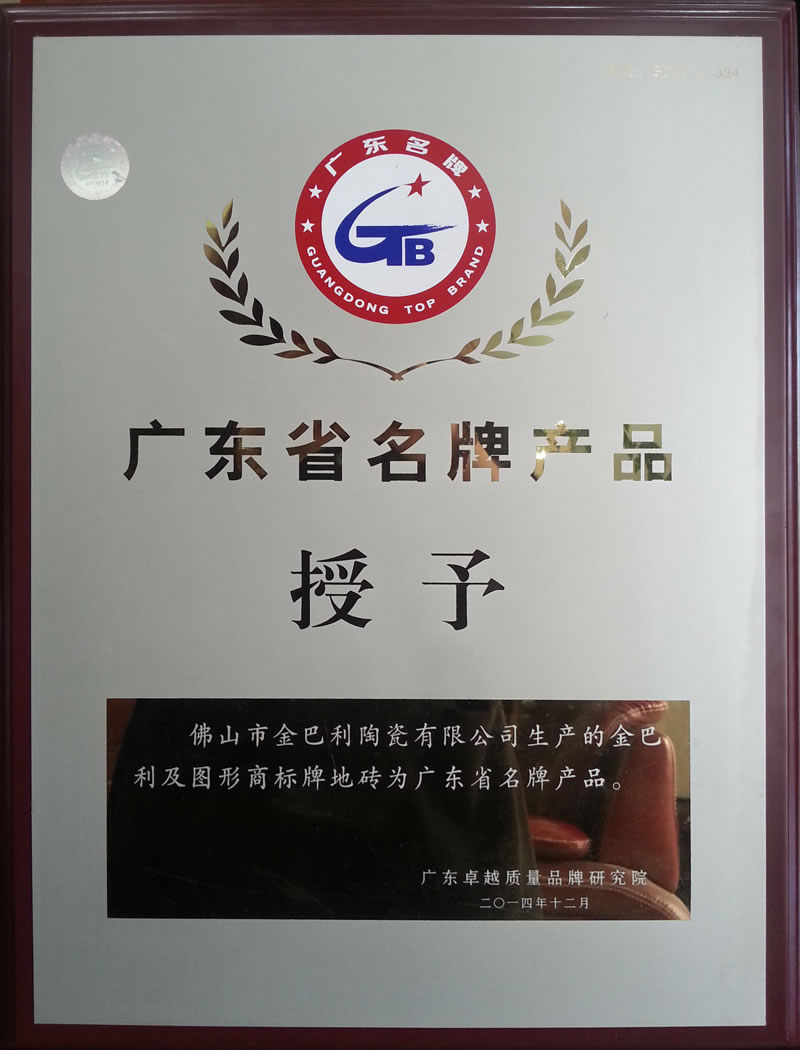 334
广东名牌
GTB
GUANGDONG TOP BRAND
广东省名牌产品
授予
佛山市金巴利陶瓷有限公司生产的金巴
利及图形商标牌地砖为广东省名牌产品。
广东卓越质量品牌研究院
二〇一四年十二月